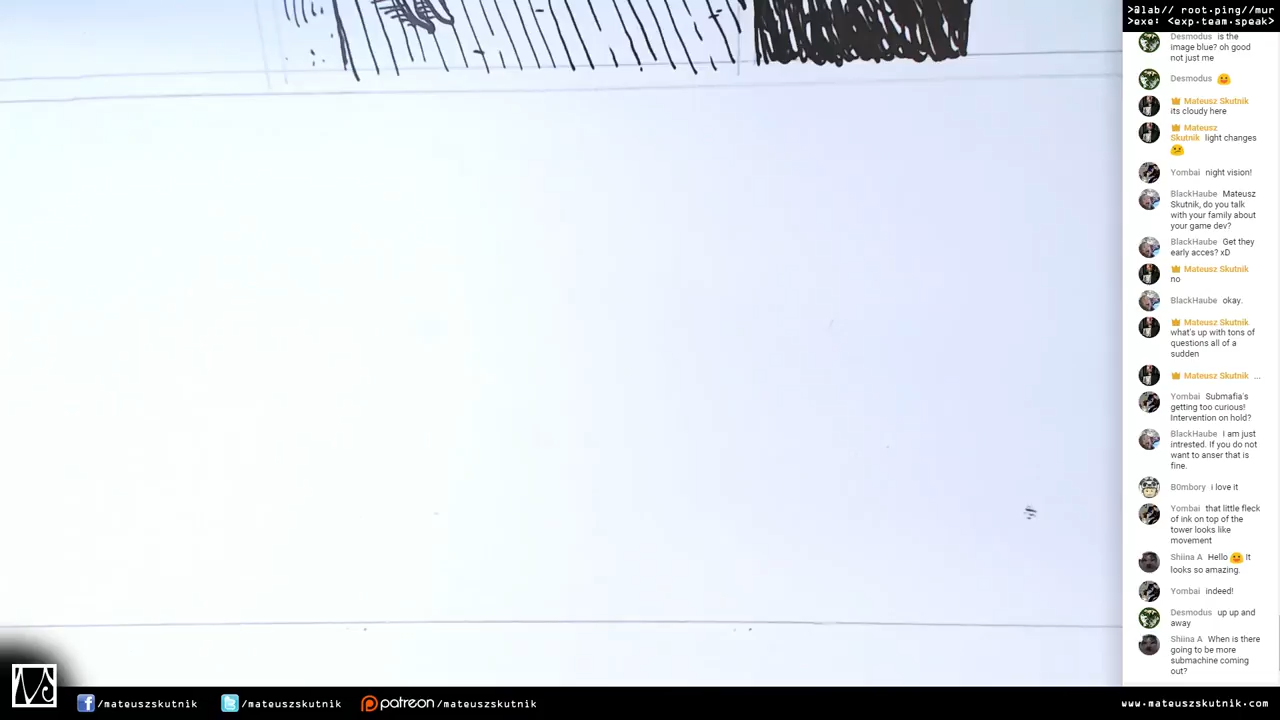 >@lab// root.ping//mur
>exe: <exp-team.speak>
Desmodus is the
image blue? oh good
not just me
Desmodus
Mateusz Skutnik
its cloudy here
Mateusz
Skutnik light changes
Yombai night vision!
BlackHaube Mateusz
Skutnik, do you talk
with your family about
your game dev?
BlackHaube Get they
early acces? xD
Mateusz Skutnik
no
BlackHaube okay.
Mateusz Skutnik
what's up with tons of
questions all of a
sudden
Mateusz Skutnik ...
Yombai Submafia's
getting too curious!
Intervention on hold?
BlackHaube I am just
intrested. If you do not
want to anser that is
fine.
B0mbory i love it
Yombai that little fleck
of ink on top of the
tower looks like
movement
Shiina A Hello It
looks so amazing.
Yombai indeed!
Desmodus up up and
away
Shiina A When is there
going to be more
submachine coming
out?
/mateuszskutnik
/mateuszskutnik
patreon/mateuszskutnik
www.mateuszskutnik.com